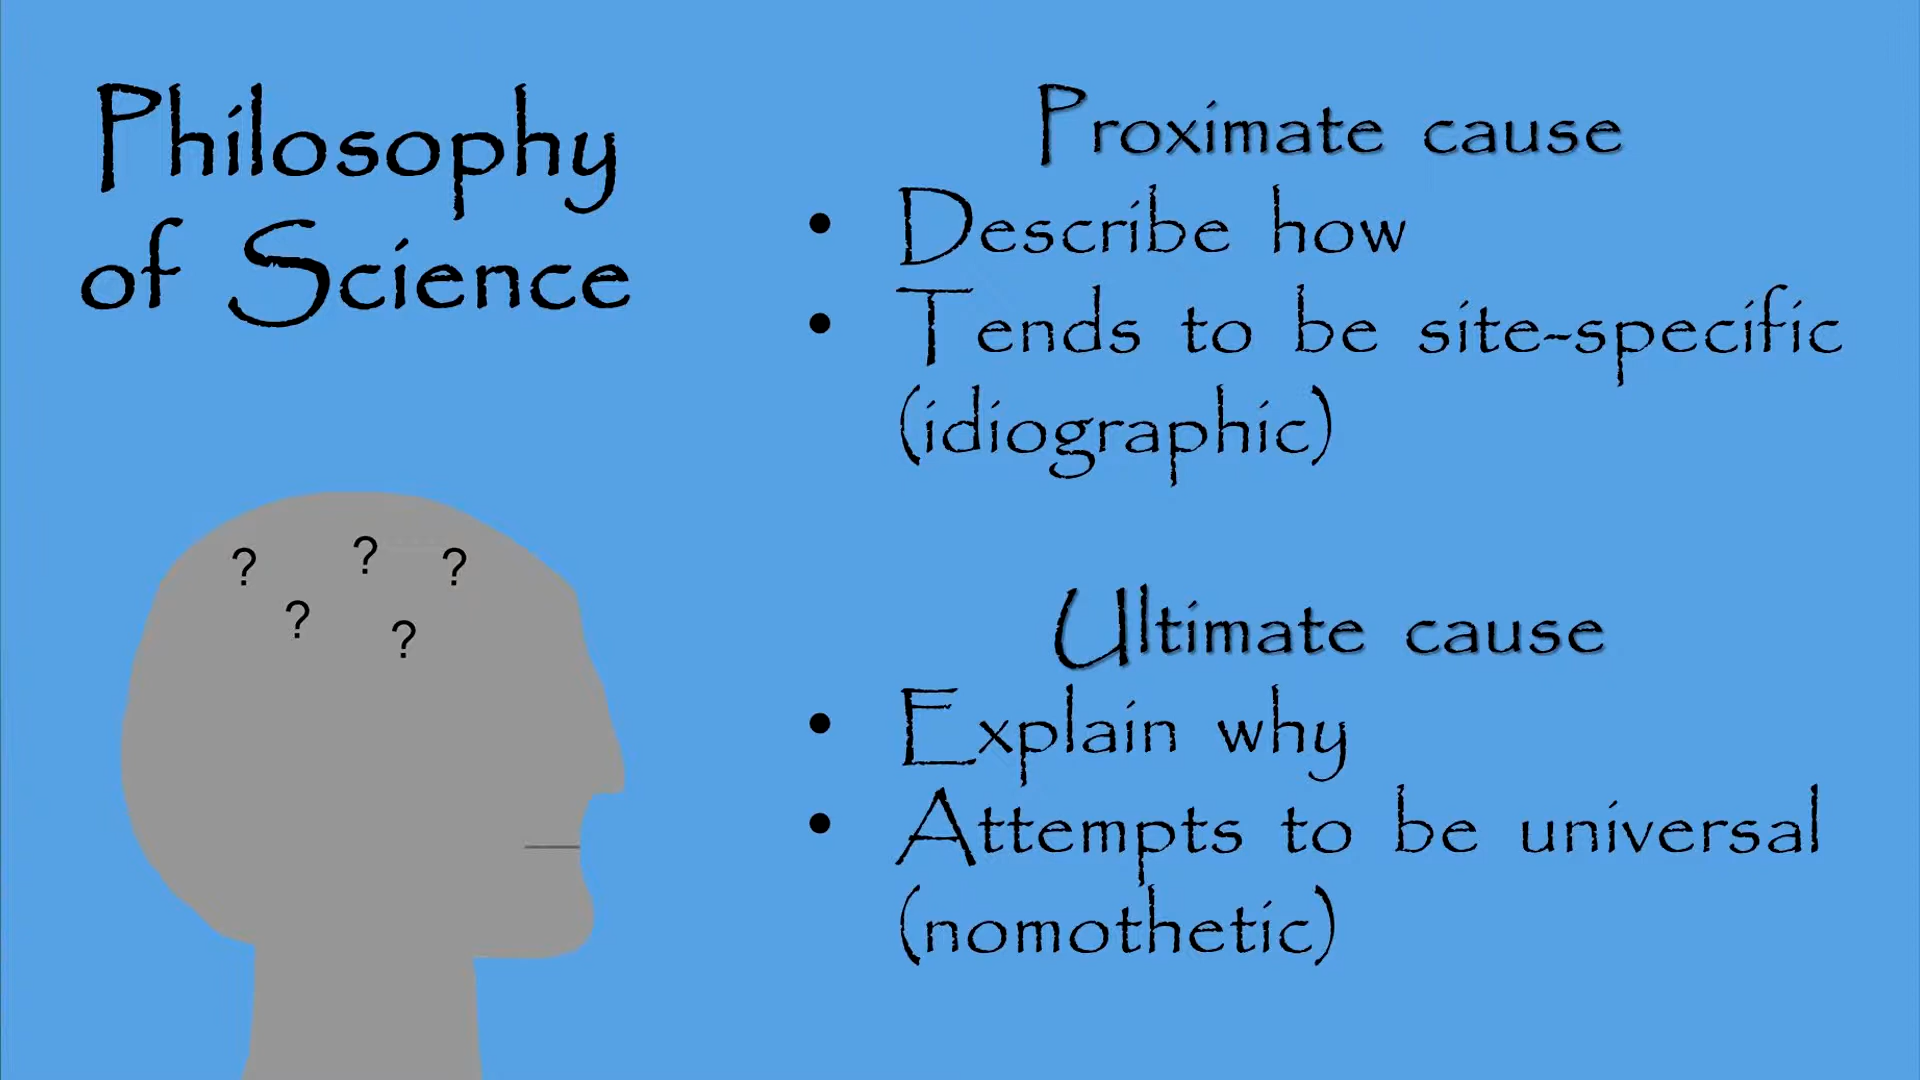 Philosophy
of Science
Proximate cause
• Describe how
• Tends to be site-specific
(idiographic)
Ultimate cause
• Explain why
• Attempts to be universal
(nomothetic)
? ? ?
? ?